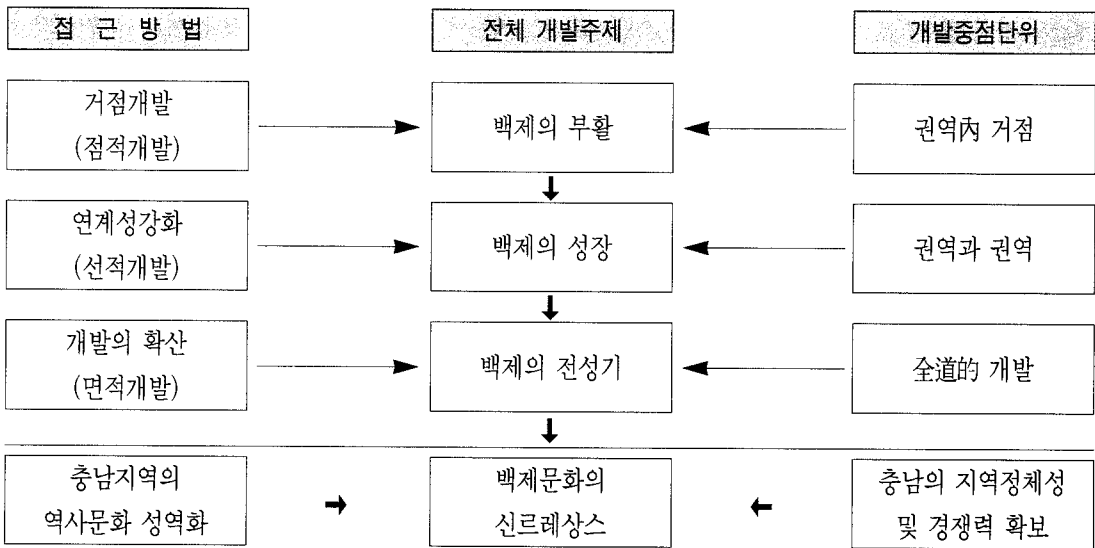 접 근 방 법
전체 개발주제
개발중점단위
거점개발
(점적개발)
백제의 부활
권역內 거점
연계성강화
(선적개발)
백제의 성장
권역과 권역
개발의 확산
(면적개발)
백제의 전성기
全道的 개발
충남지역의
역사문화 성역화
백제문화의
신르레상스
충남의 지역정체성
및 경쟁력 확보